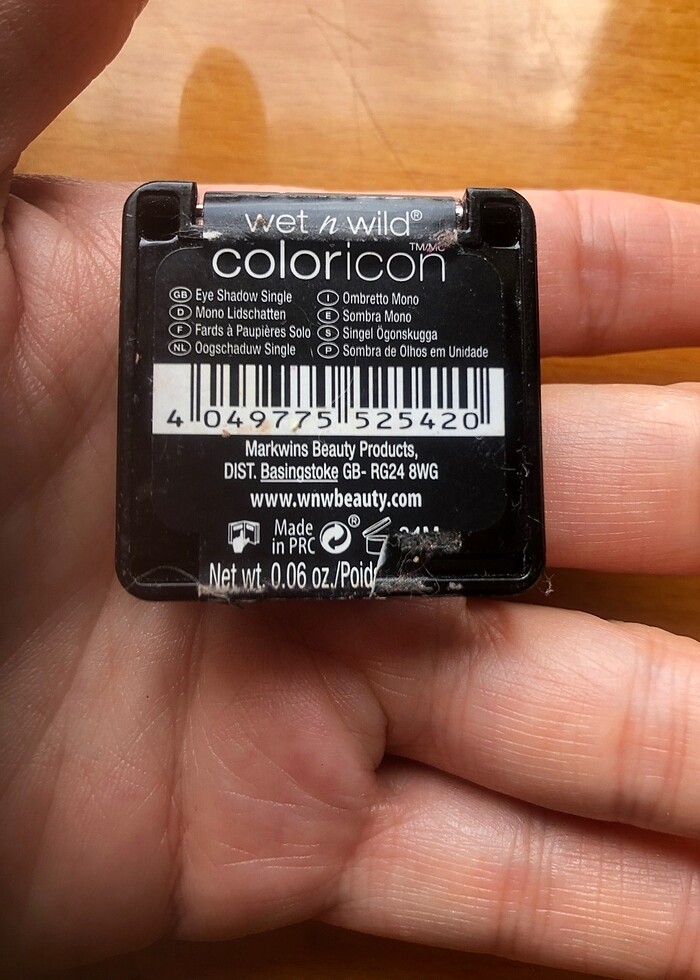 wet n wild®
coloricon TM/MC
GB Eye Shadow Single
D Mono Lidschatten
F Fards à Paupières Solo
NL Oogschaduw Single
I Ombretto Mono
E Sombra Mono
S Singel Ögonskugga
P Sombra de Olhos em Unidade
4 049775 525420
Markwins Beauty Products,
DIST. Basingstoke GB- RG24 8WG
www.wnwbeauty.com
Made
in PRC
®
24M
Net wt. 0.06 oz./Poid